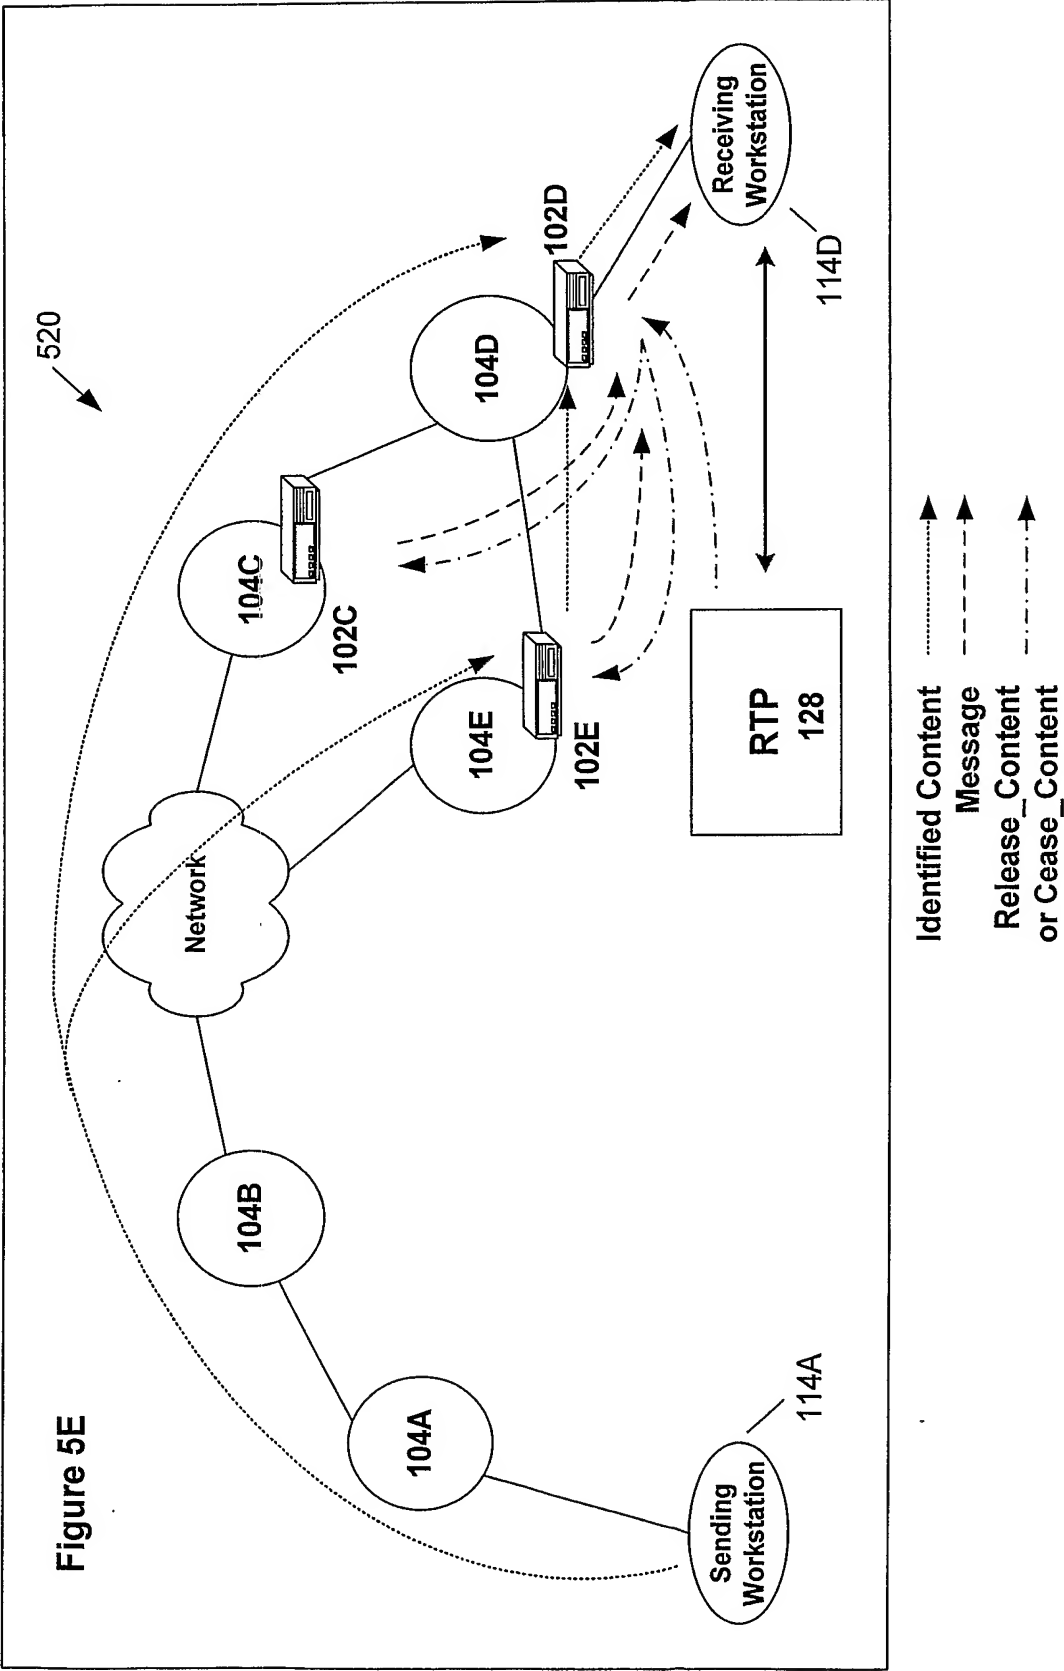 Figure 5E
520
Sending
Workstation
114A
104A
104B
Network
104C
102C
104E
102E
104D
102D
Receiving
Workstation
114D
RTP
128
Identified Content
Message
Release_Content
or Cease_Content